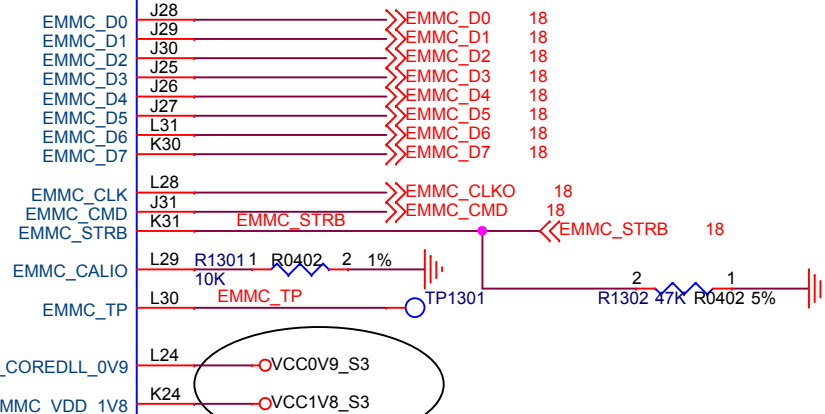 EMMC_D0 J28 EMMC_D0 18
EMMC_D1 J29 EMMC_D1 18
EMMC_D2 J30 EMMC_D2 18
EMMC_D3 J25 EMMC_D3 18
EMMC_D4 J26 EMMC_D4 18
EMMC_D5 J27 EMMC_D5 18
EMMC_D6 L31 EMMC_D6 18
EMMC_D7 K30 EMMC_D7 18
EMMC_CLK L28 EMMC_CLKO 18
EMMC_CMD J31 EMMC_CMD 18
EMMC_STRB K31 EMMC_STRB EMMC_STRB 18
EMMC_CALIO L29 R1301 1 R0402 2 1%
10K
2 1
R1302 47K R0402 5%
EMMC_TP L30 EMMC_TP TP1301
_COREDLL_0V9 L24 VCC0V9_S3
MMC_VDD_1V8 K24 VCC1V8_S3